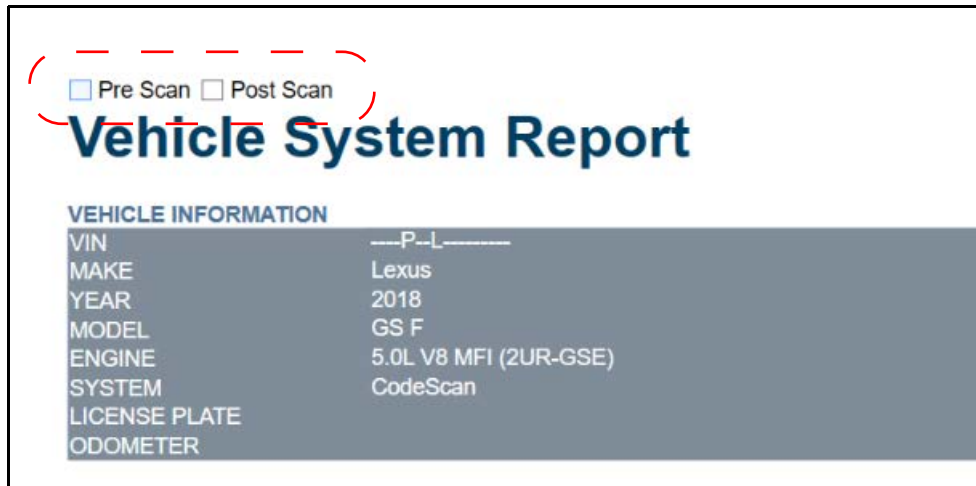 Pre Scan Post Scan
Vehicle System Report
VEHICLE INFORMATION
VIN ----P--L---------
MAKE Lexus
YEAR 2018
MODEL GS F
ENGINE 5.0L V8 MFI (2UR-GSE)
SYSTEM CodeScan
LICENSE PLATE
ODOMETER